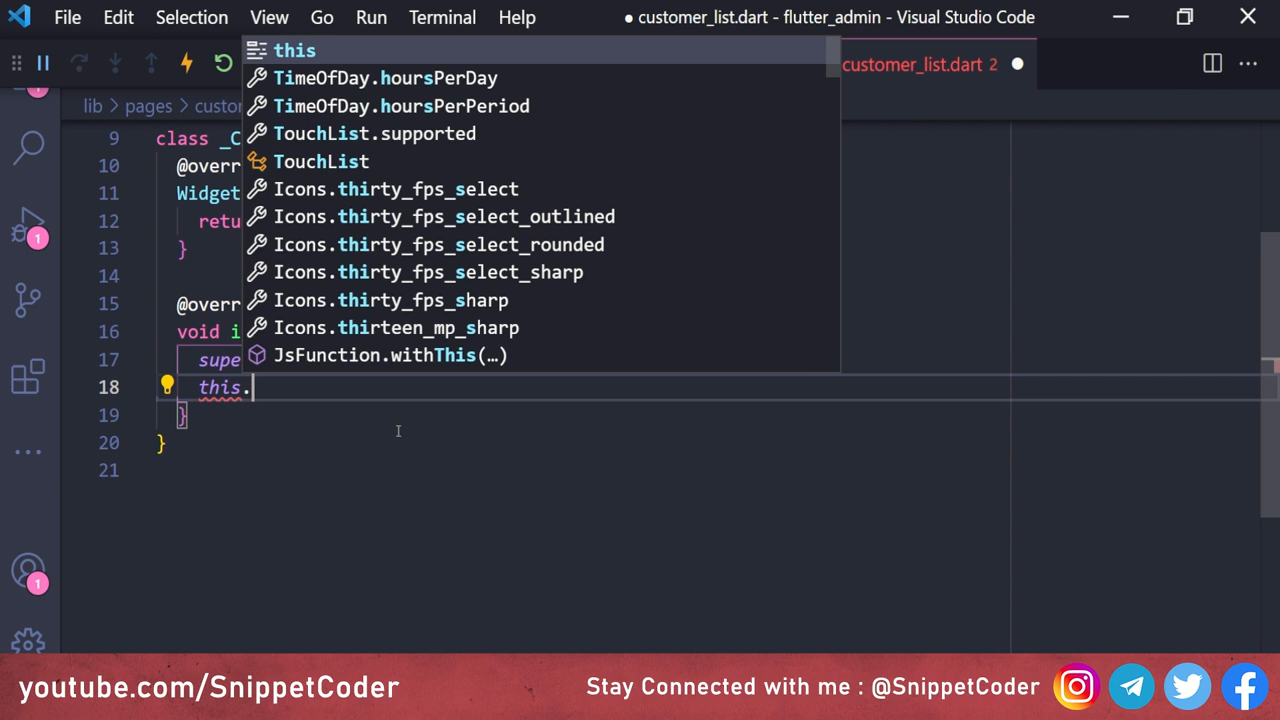 File Edit Selection View Go Run Terminal Help ● customer_list.dart - flutter_admin - Visual Studio Code
customer_list.dart 2
lib > pages > custom
this
TimeOfDay.hoursPerDay
TimeOfDay.hoursPerPeriod
TouchList.supported
TouchList
Icons.thirty_fps_select
Icons.thirty_fps_select_outlined
Icons.thirty_fps_select_rounded
Icons.thirty_fps_select_sharp
Icons.thirty_fps_sharp
Icons.thirteen_mp_sharp
JsFunction.withThis(…)
9 class _C
10 @overr
11 Widget
12 retu
13 }
14
15 @overr
16 void i
17 supe
18 this.
19 }
20 }
21
1
1
youtube.com/SnippetCoder
Stay Connected with me : @SnippetCoder